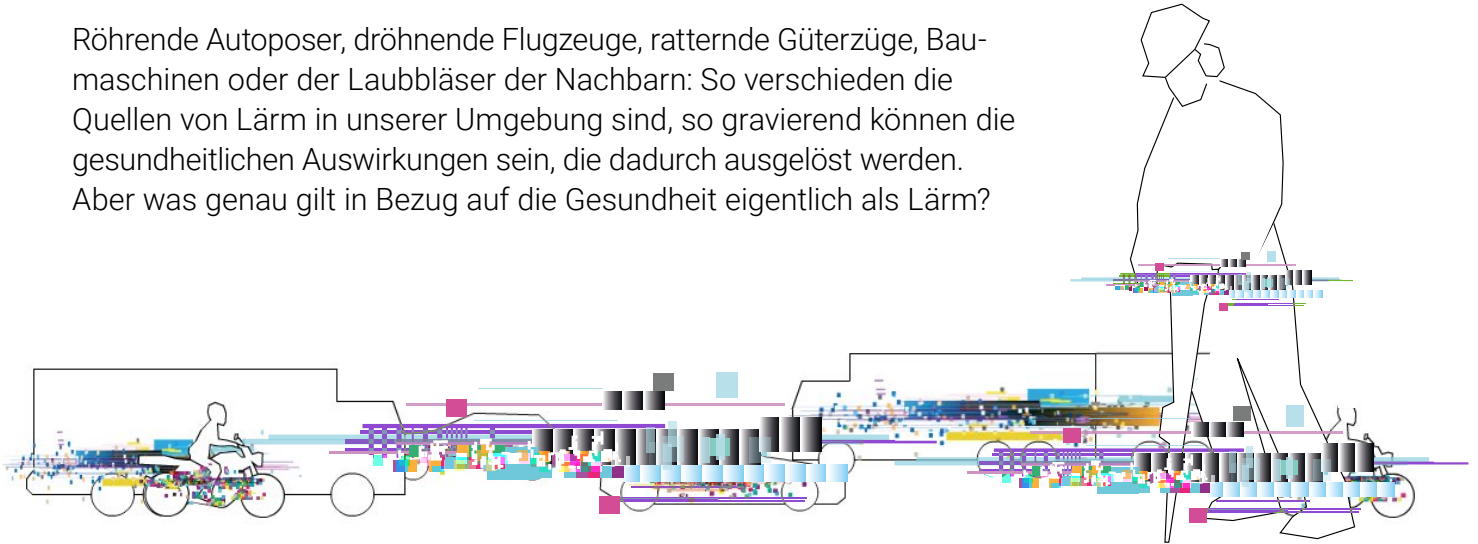 Röhrende Autoposer, dröhnende Flugzeuge, ratternde Güterzüge, Bau-
maschinen oder der Laubbläser der Nachbarn: So verschieden die
Quellen von Lärm in unserer Umgebung sind, so gravierend können die
gesundheitlichen Auswirkungen sein, die dadurch ausgelöst werden.
Aber was genau gilt in Bezug auf die Gesundheit eigentlich als Lärm?